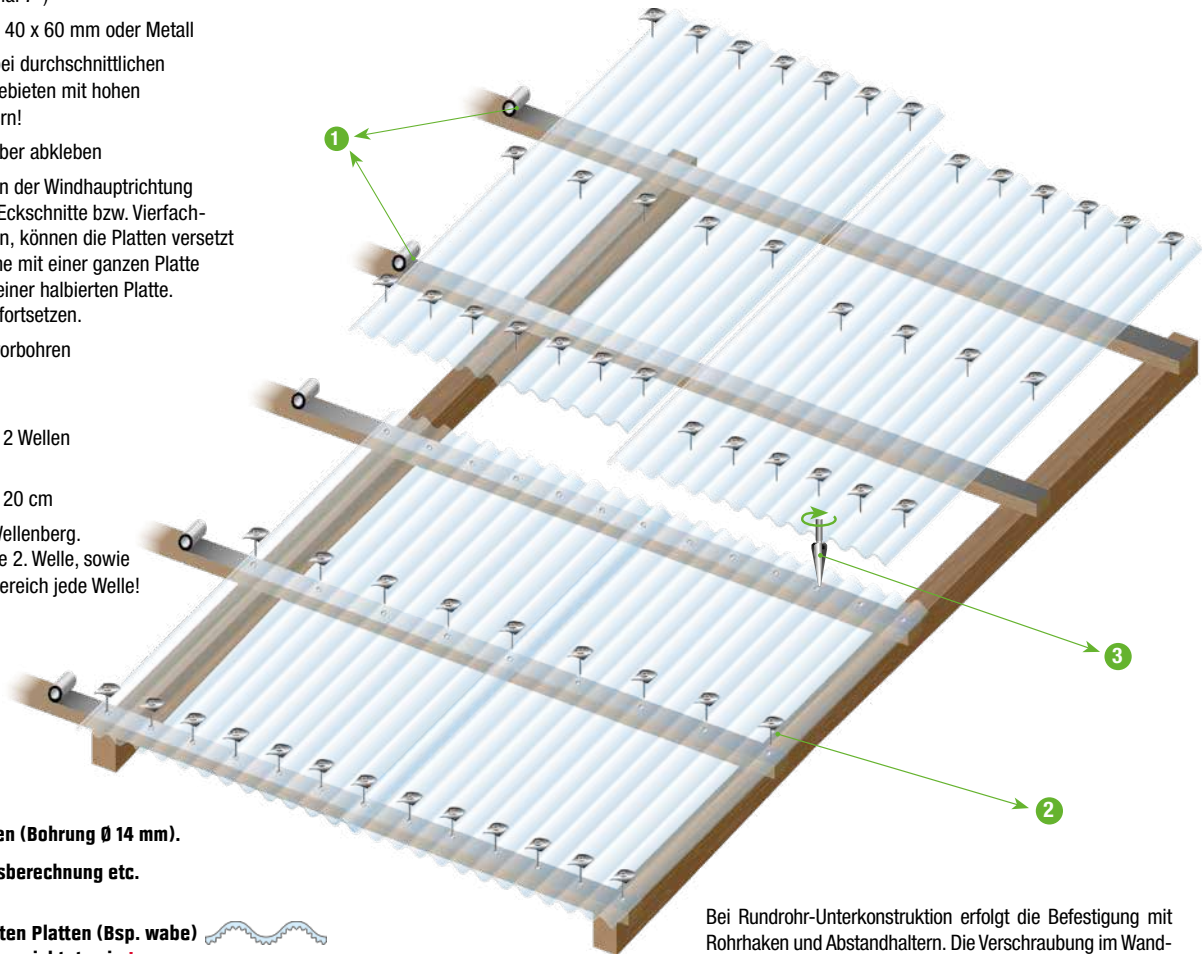 40 x 60 mm oder Metall
ei durchschnittlichen
ebieten mit hohen
rn!
ber abkleben
n der Windhauptrichtung
Eckschnitte bzw. Vierfach-
n, können die Platten versetzt
ne mit einer ganzen Platte
einer halbierten Platte.
fortsetzen.
orbohren
2 Wellen
20 cm
Wellenberg.
e 2. Welle, sowie
ereich jede Welle!
en (Bohrung Ø 14 mm).
sberechnung etc.
ten Platten (Bsp. wabe)
1
3
2
Bei Rundrohr-Unterkonstruktion erfolgt die Befestigung mit
Rohrhaken und Abstandhaltern. Die Verschraubung im Wand-